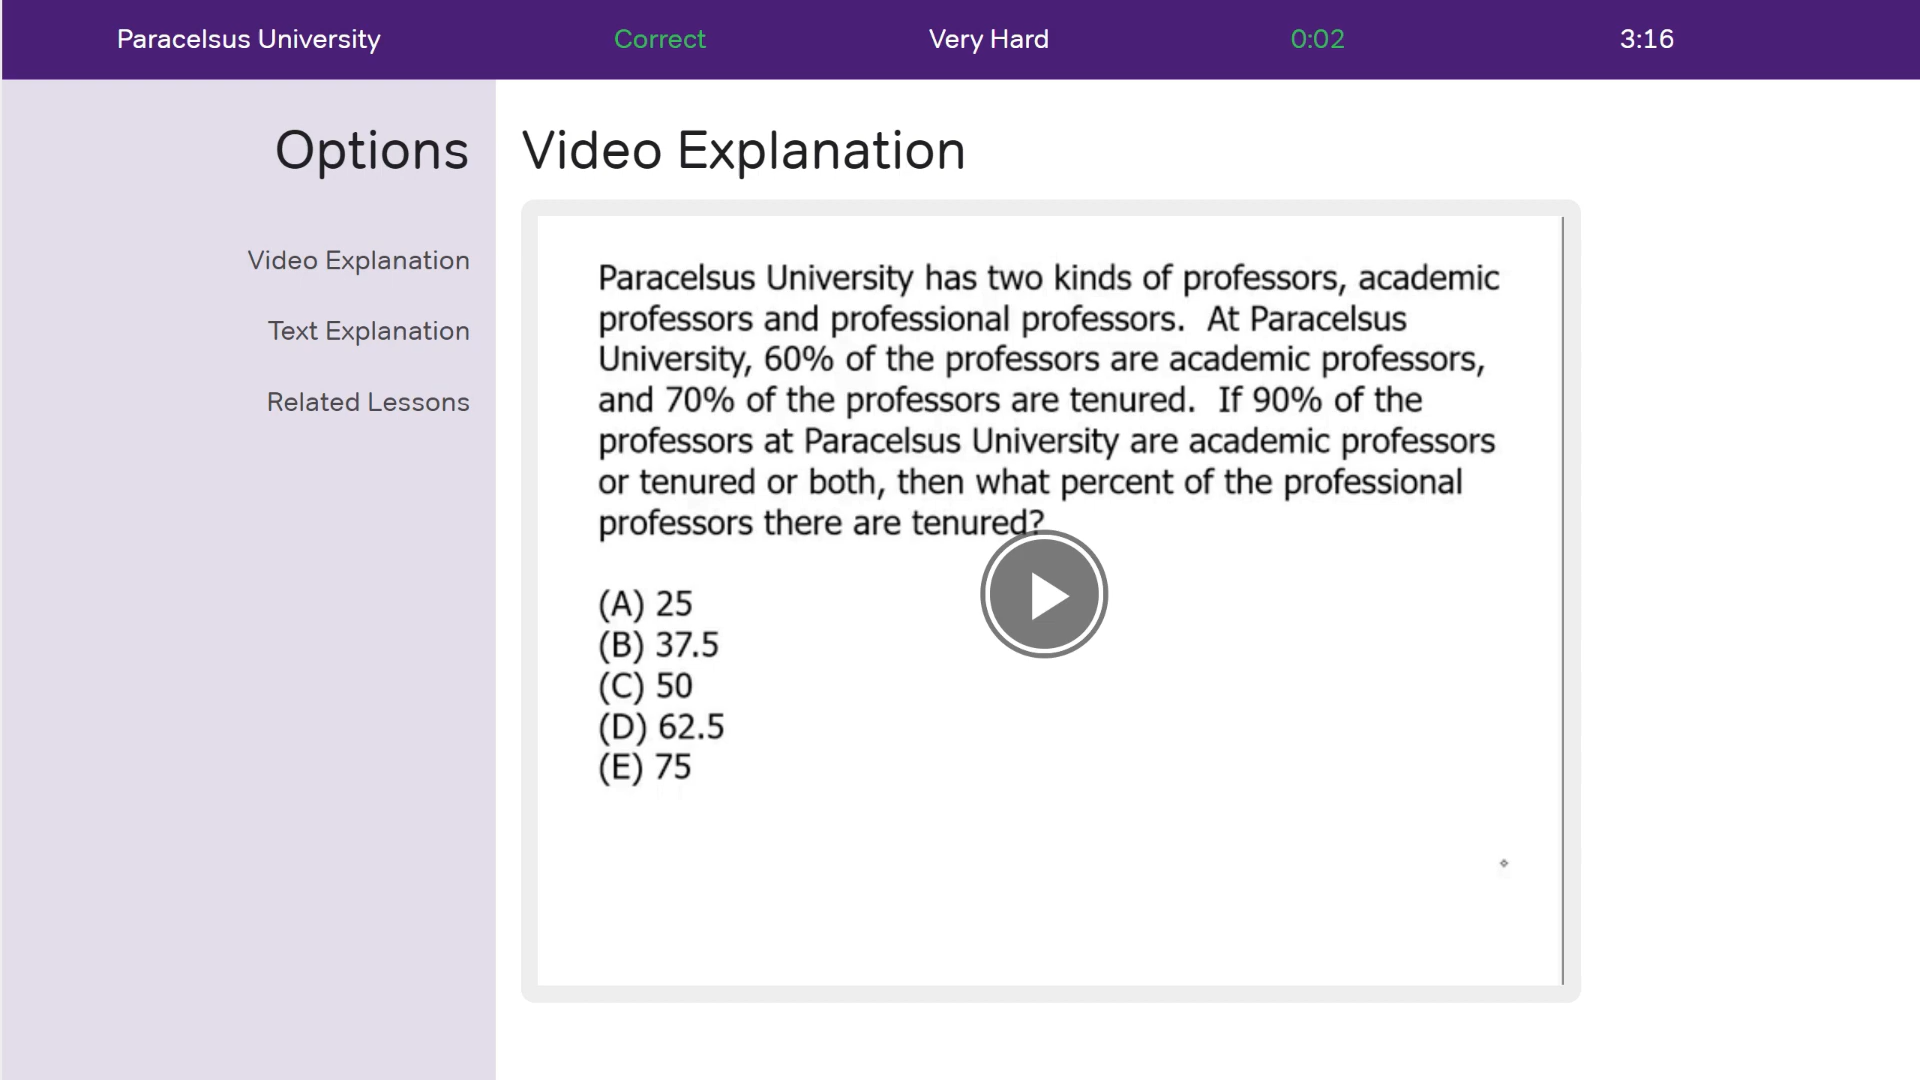 Paracelsus University
Correct
Very Hard
0:02
3:16
Options
Video Explanation
Text Explanation
Related Lessons
Video Explanation
Paracelsus University has two kinds of professors, academic
professors and professional professors.  At Paracelsus
University, 60% of the professors are academic professors,
and 70% of the professors are tenured.  If 90% of the
professors at Paracelsus University are academic professors
or tenured or both, then what percent of the professional
professors there are tenured?
(A) 25
(B) 37.5
(C) 50
(D) 62.5
(E) 75